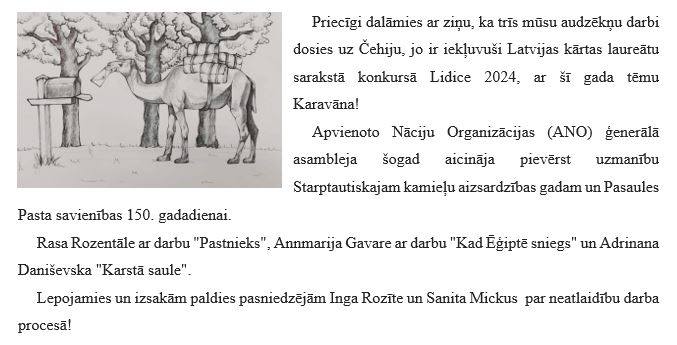 Priecīgi dalāmies ar ziņu, ka trīs mūsu audzēkņu darbi
dosies uz Čehiju, jo ir iekļuvuši Latvijas kārtas laureātu
sarakstā konkursā Lidice 2024, ar šī gada tēmu
Karavāna!
Apvienoto Nāciju Organizācijas (ANO) ģenerālā
asambleja šogad aicināja pievērst uzmanību
Starptautiskajam kamieļu aizsardzības gadam un Pasaules
Pasta savienības 150. gadadienai.
Rasa Rozentāle ar darbu "Pastnieks", Annmarija Gavare ar darbu "Kad Ēģiptē sniegs" un Adrinana
Daniševska "Karstā saule".
Lepojamies un izsakām paldies pasniedzējām Inga Rozīte un Sanita Mickus par neatlaidību darba
procesā!